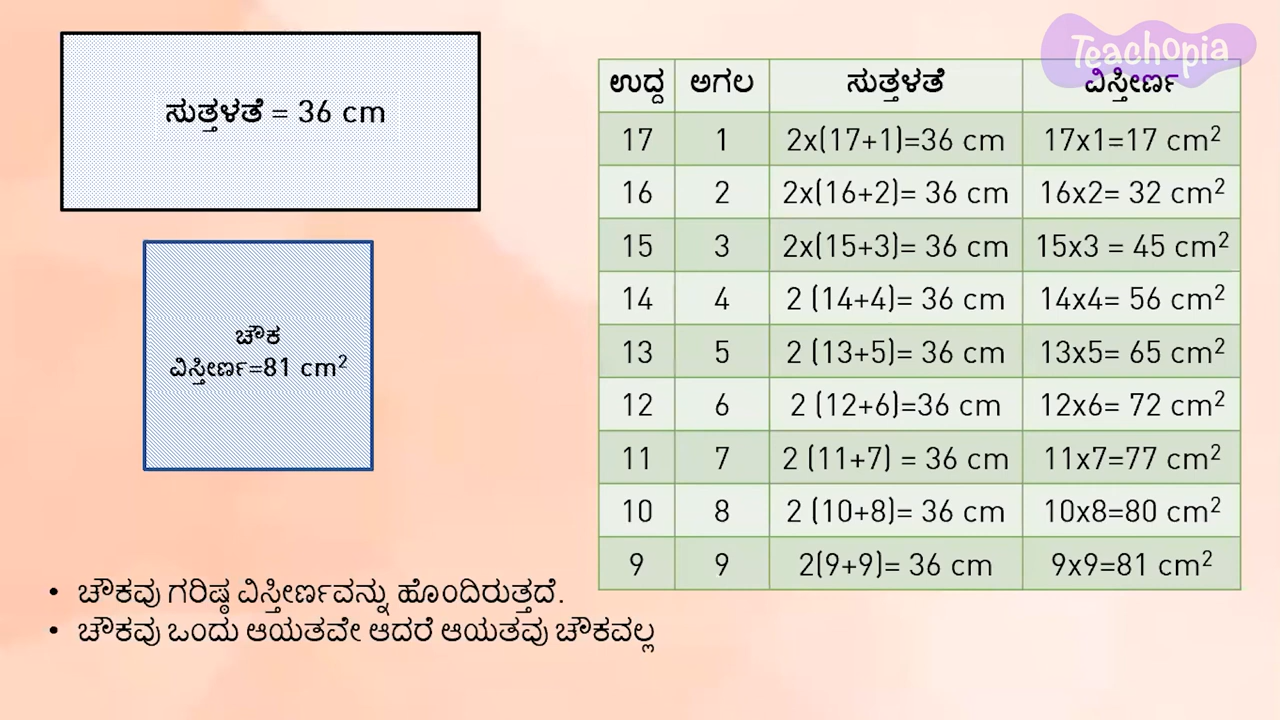 Teachopia
ಸುತ್ತಳತೆ = 36 cm
ಚೌಕ
ವಿಸ್ತೀರ್ಣ=81 cm²
ಉದ್ದ ಅಗಲ ಸುತ್ತಳತೆ ವಿಸ್ತೀರ್ಣ
17 1 2x(17+1)=36 cm 17x1=17 cm²
16 2 2x(16+2)= 36 cm 16x2= 32 cm²
15 3 2x(15+3)= 36 cm 15x3 = 45 cm²
14 4 2 (14+4)= 36 cm 14x4= 56 cm²
13 5 2 (13+5)= 36 cm 13x5= 65 cm²
12 6 2 (12+6)=36 cm 12x6= 72 cm²
11 7 2 (11+7) = 36 cm 11x7=77 cm²
10 8 2 (10+8)= 36 cm 10x8=80 cm²
9 9 2(9+9)= 36 cm 9x9=81 cm²
• ಚೌಕವು ಗರಿಷ್ಠ ವಿಸ್ತೀರ್ಣವನ್ನು ಹೊಂದಿರುತ್ತದೆ.
• ಚೌಕವು ಒಂದು ಆಯತವೇ ಆದರೆ ಆಯತವು ಚೌಕವಲ್ಲ